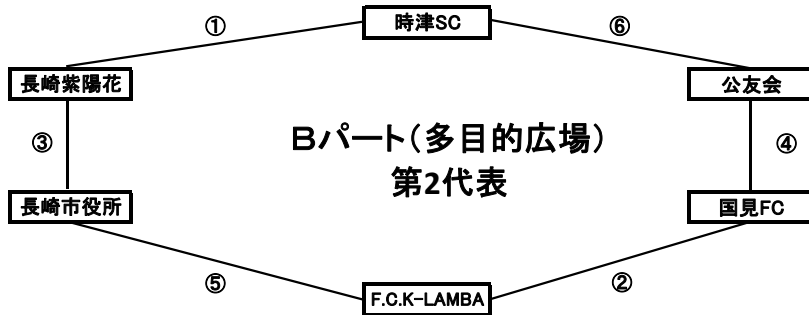 時津SC
①
⑥
長崎紫陽花
公友会
③
Bパート(多目的広場)
④
第2代表
長崎市役所
国見FC
⑤
②
F.C.K-LAMBA